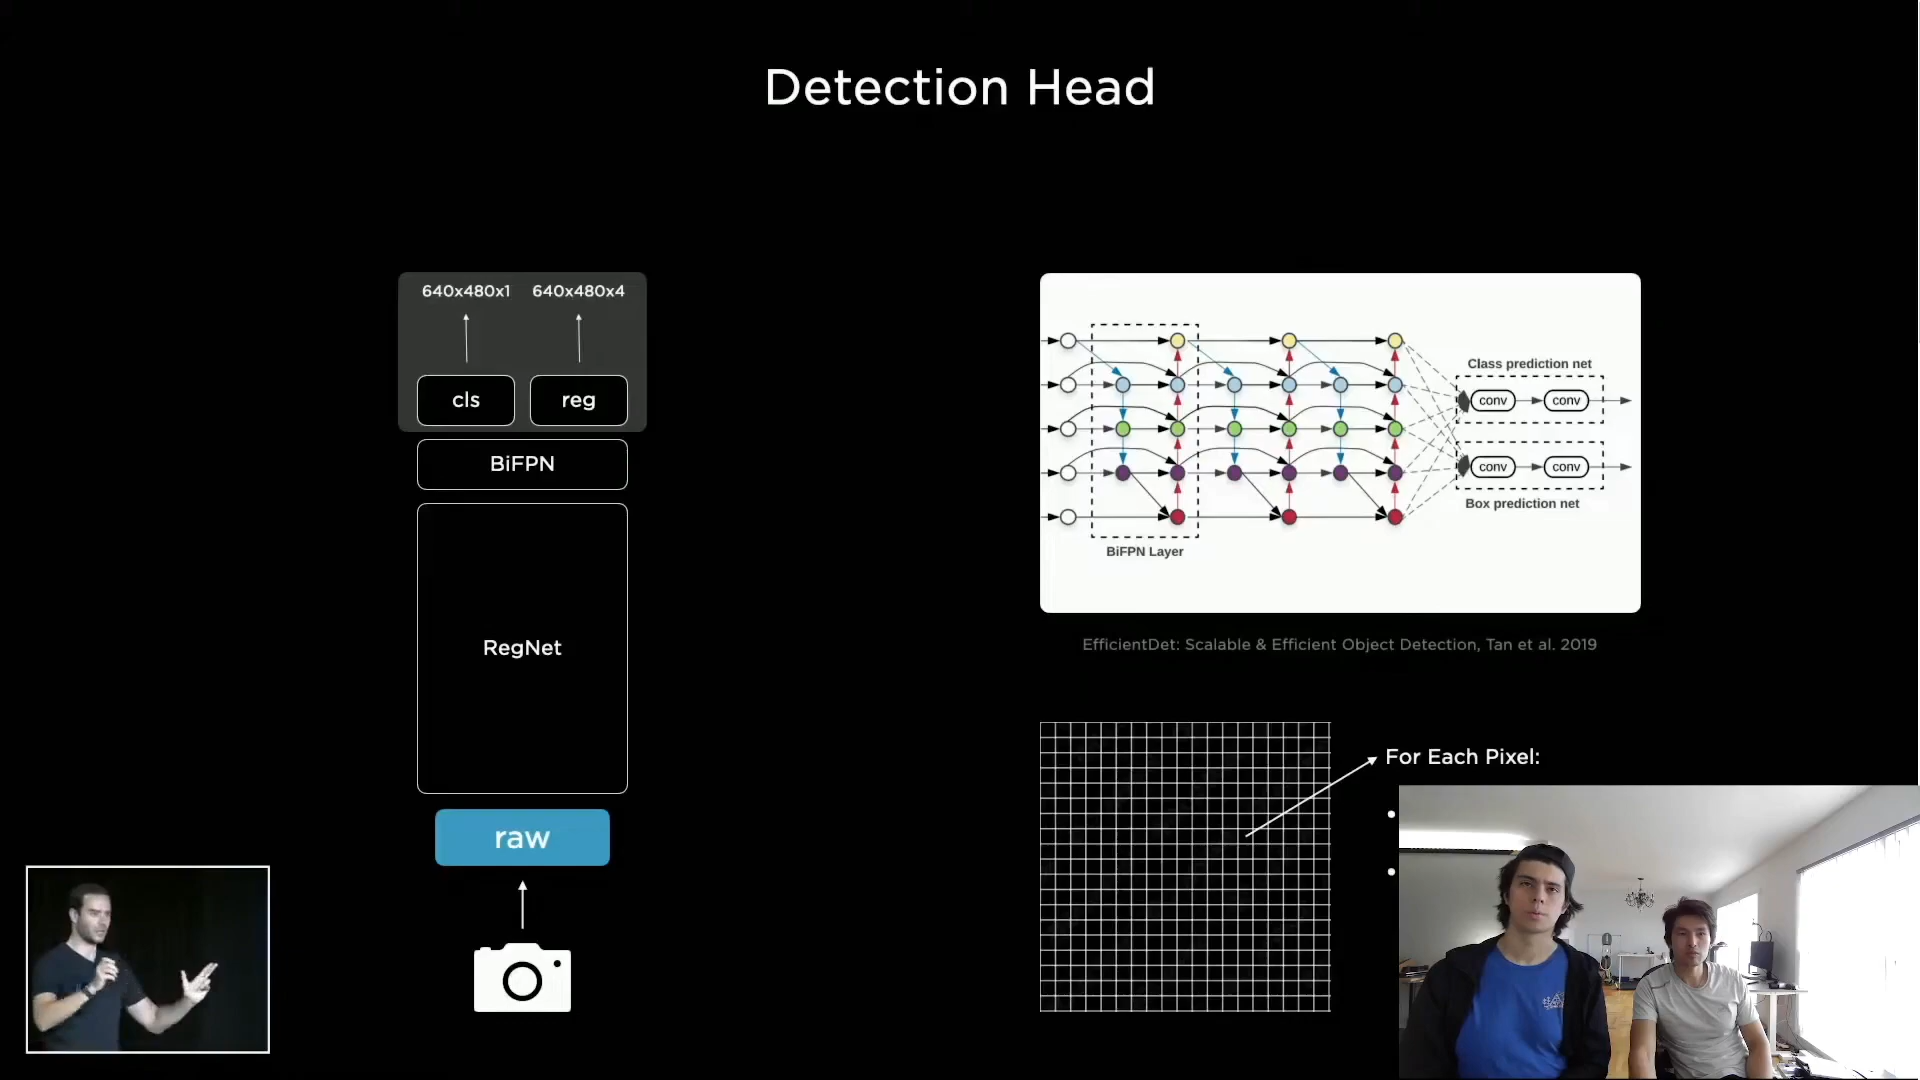 Detection Head
640x480x1 640x480x4
cls reg
BiFPN
RegNet
raw
Class prediction net
conv conv
conv conv
Box prediction net
BiFPN Layer
EfficientDet: Scalable & Efficient Object Detection, Tan et al. 2019
For Each Pixel: